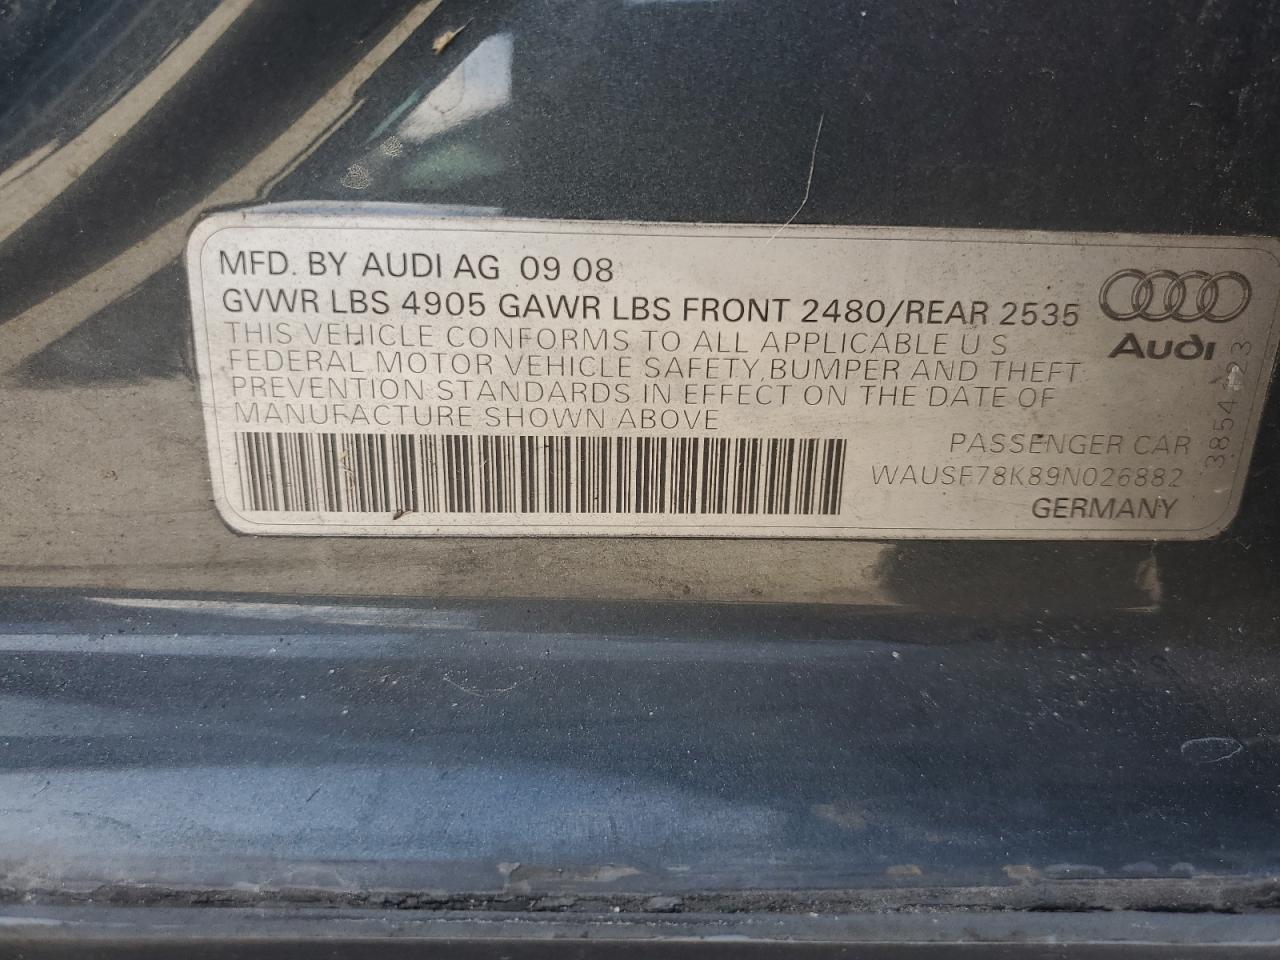 MFD. BY AUDI AG 09 08
GVWR LBS 4905 GAWR LBS FRONT 2480/REAR 2535
THIS VEHICLE CONFORMS TO ALL APPLICABLE U S
FEDERAL MOTOR VEHICLE SAFETY, BUMPER AND THEFT
PREVENTION STANDARDS IN EFFECT ON THE DATE OF
MANUFACTURE SHOWN ABOVE
Audi
PASSENGER CAR
WAUSF78K89N026882
GERMANY
3854